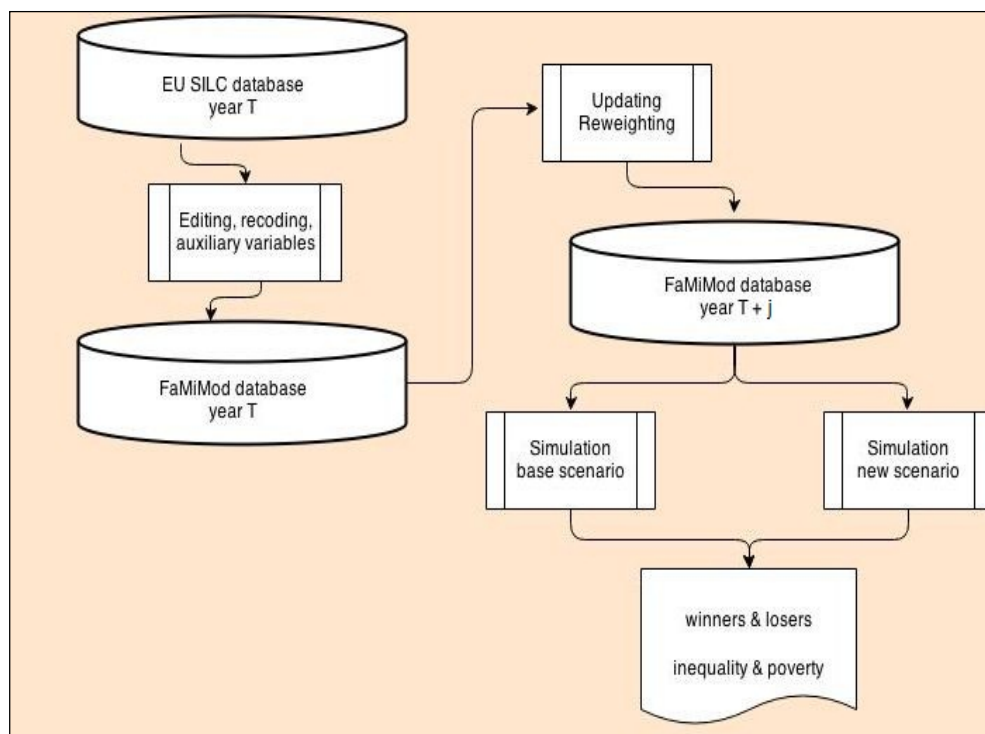 EU SILC database
year T
Editing, recoding,
auxiliary variables
FaMiMod database
year T
Updating
Reweighting
FaMiMod database
year T + j
Simulation
base scenario
Simulation
new scenario
winners & losers
inequality & poverty